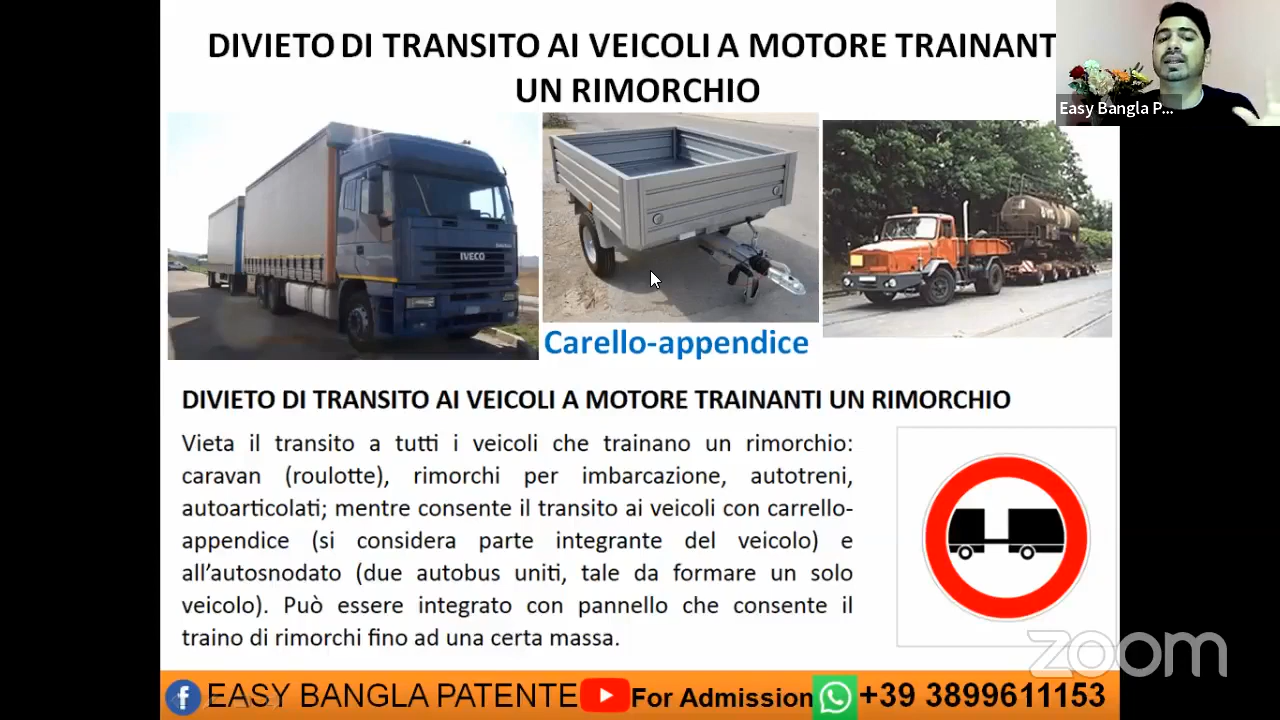 DIVIETO DI TRANSITO AI VEICOLI A MOTORE TRAINANT
UN RIMORCHIO
Easy Bangla P...
IVECO
Carello-appendice
DIVIETO DI TRANSITO AI VEICOLI A MOTORE TRAINANTI UN RIMORCHIO
Vieta il transito a tutti i veicoli che trainano un rimorchio:
caravan (roulotte), rimorchi per imbarcazione, autotreni,
autoarticolati; mentre consente il transito ai veicoli con carrello-
appendice (si considera parte integrante del veicolo) e
all'autosnodato (due autobus uniti, tale da formare un solo
veicolo). Può essere integrato con pannello che consente il
traino di rimorchi fino ad una certa massa.
zoom
EASY BANGLA PATENTE For Admission +39 3899611153